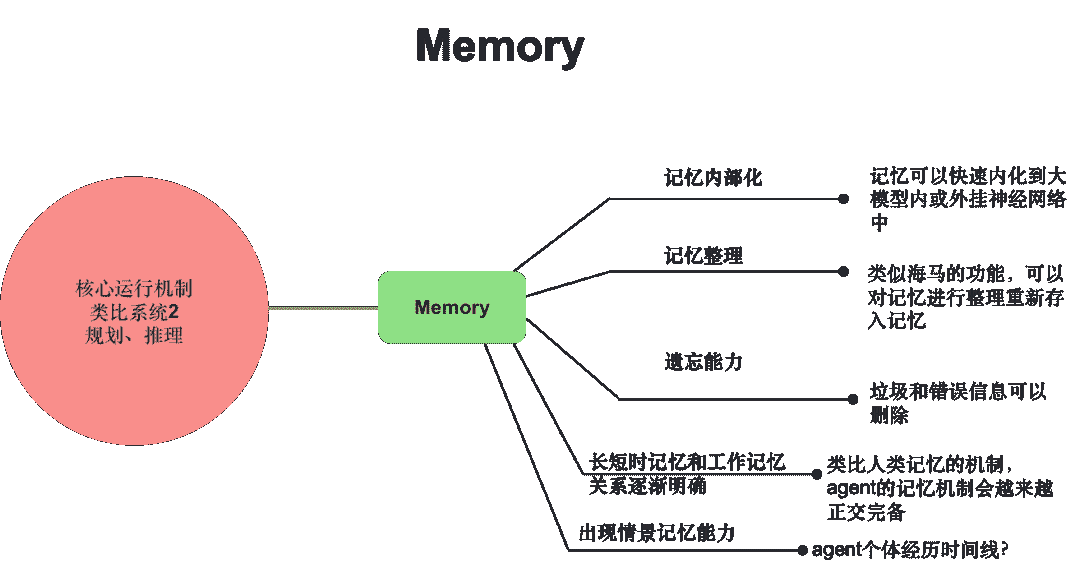 Memory
核心运行机制
类比系统2
规划、推理
Memory
记忆内部化
记忆可以快速内化到大
模型内或外挂神经网络
中
记忆整理
类似海马的功能，可以
对记忆进行整理重新存
入记忆
遗忘能力
垃圾和错误信息可以
删除
长短时记忆和工作记忆
关系逐渐明确
类比人类记忆的机制，
agent的记忆机制会越来越
正交完备
出现情景记忆能力
agent个体经历时间线?